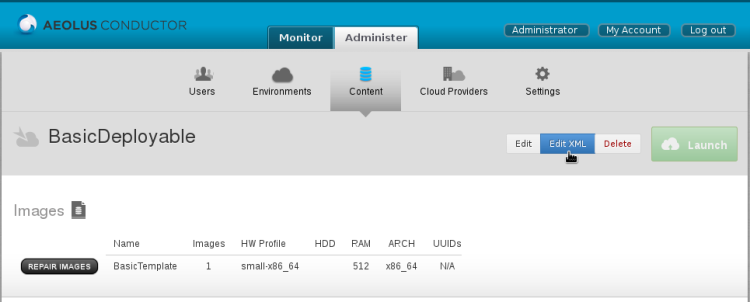 AEOLUS CONDUCTOR
Monitor Administer
Administrator My Account Log out
Users Environments Content Cloud Providers Settings
BasicDeployable
Edit Edit XML Delete Launch
Images
Name Images HW Profile HDD RAM ARCH UUIDs
REPAIR IMAGES BasicTemplate 1 small-x86_64 512 x86_64 N/A